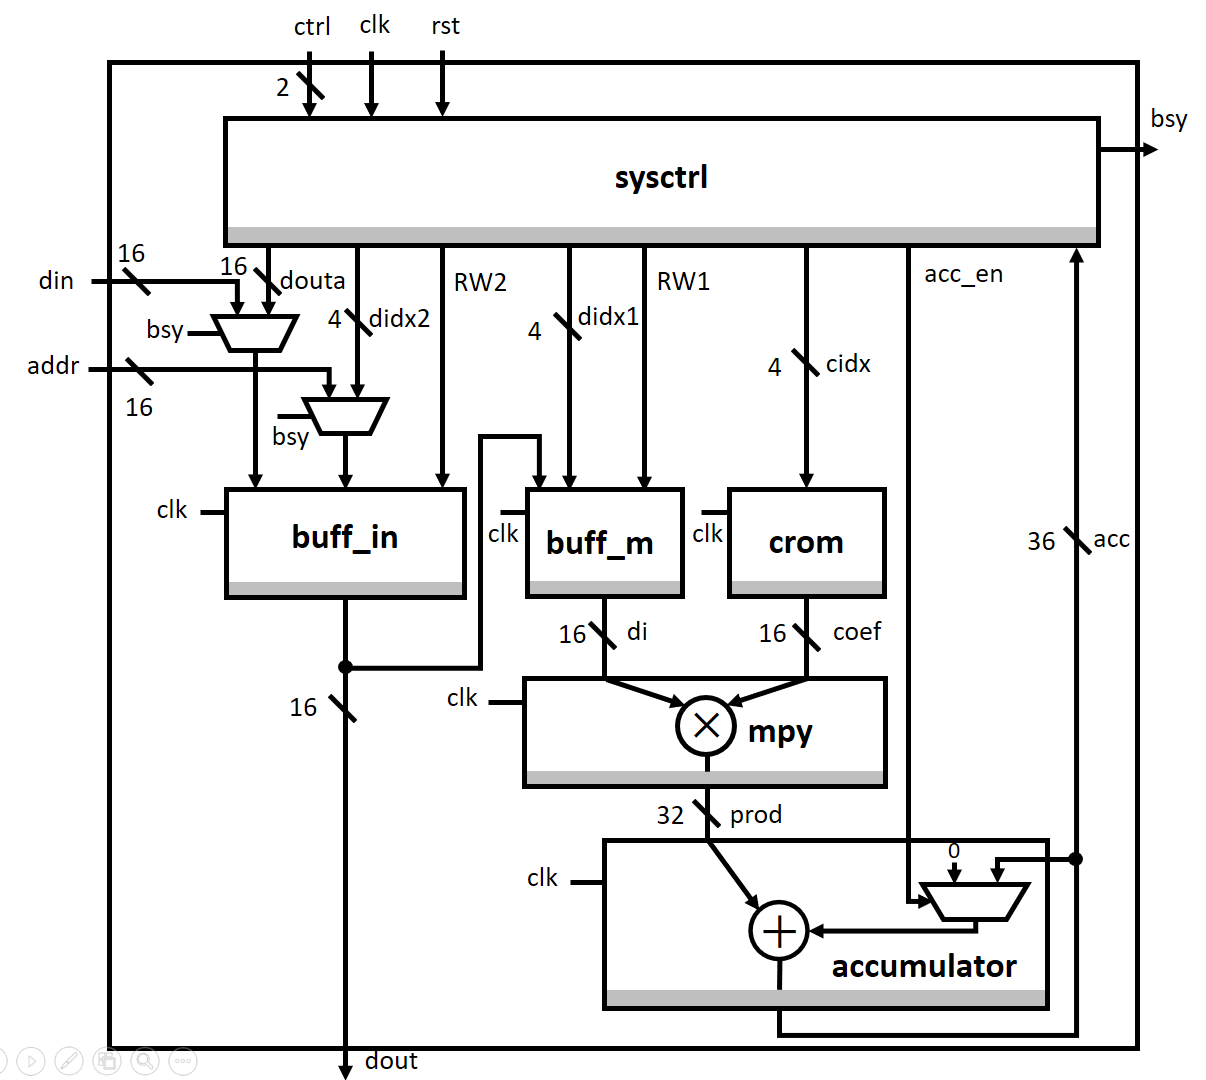 ctrl clk rst
2
bsy
sysctrl
16
16
din
douta
RW2
RW1
acc_en
bsy
4
didx2
4
didx1
addr
4
cidx
16
bsy
clk
buff_in
clk
buff_m
clk
crom
36
acc
16
di
16
coef
16
clk
mpy
32
prod
0
clk
accumulator
dout